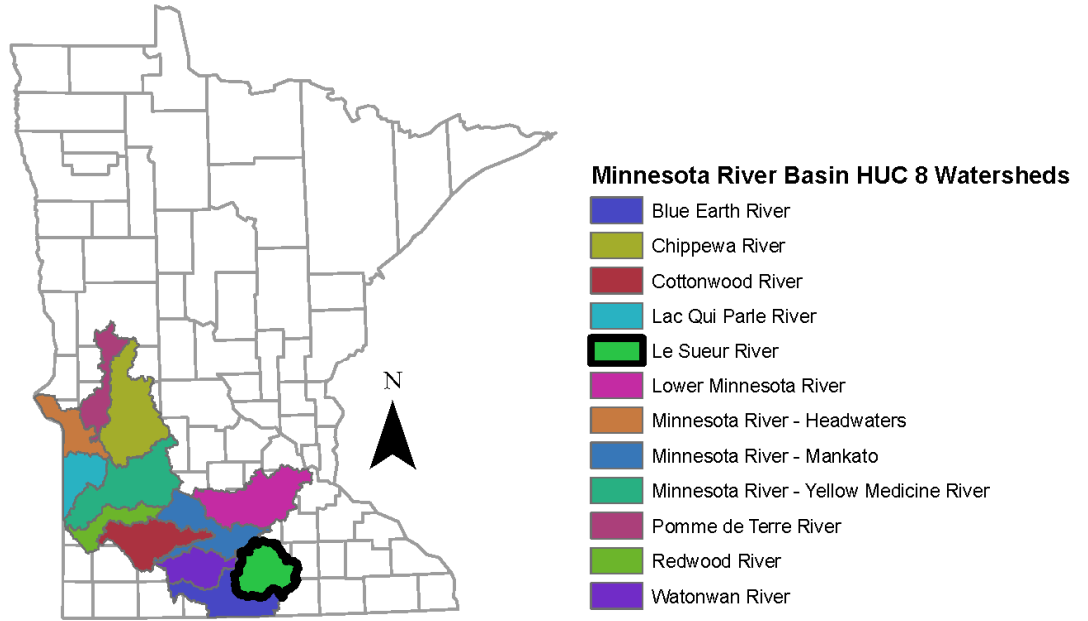 Minnesota River Basin HUC 8 Watersheds
Blue Earth River
Chippewa River
Cottonwood River
Lac Qui Parle River
Le Sueur River
Lower Minnesota River
Minnesota River - Headwaters
Minnesota River - Mankato
Minnesota River - Yellow Medicine River
Pomme de Terre River
Redwood River
Watonwan River
N